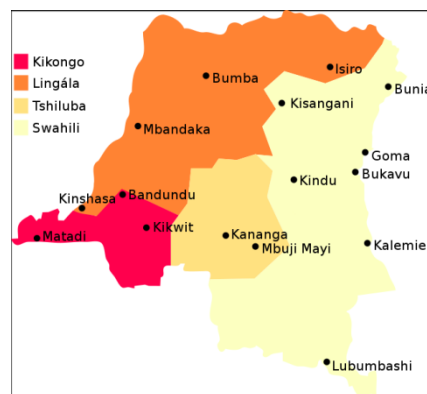 Kikongo
Lingála
Tshiluba
Swahili
Bumba
Isiro
Bunia
Kisangani
Mbandaka
Goma
Bukavu
Kindu
Bandundu
Kinshasa
Kikwit
Matadi
Kananga
Mbuji Mayi
Kalemie
Lubumbashi